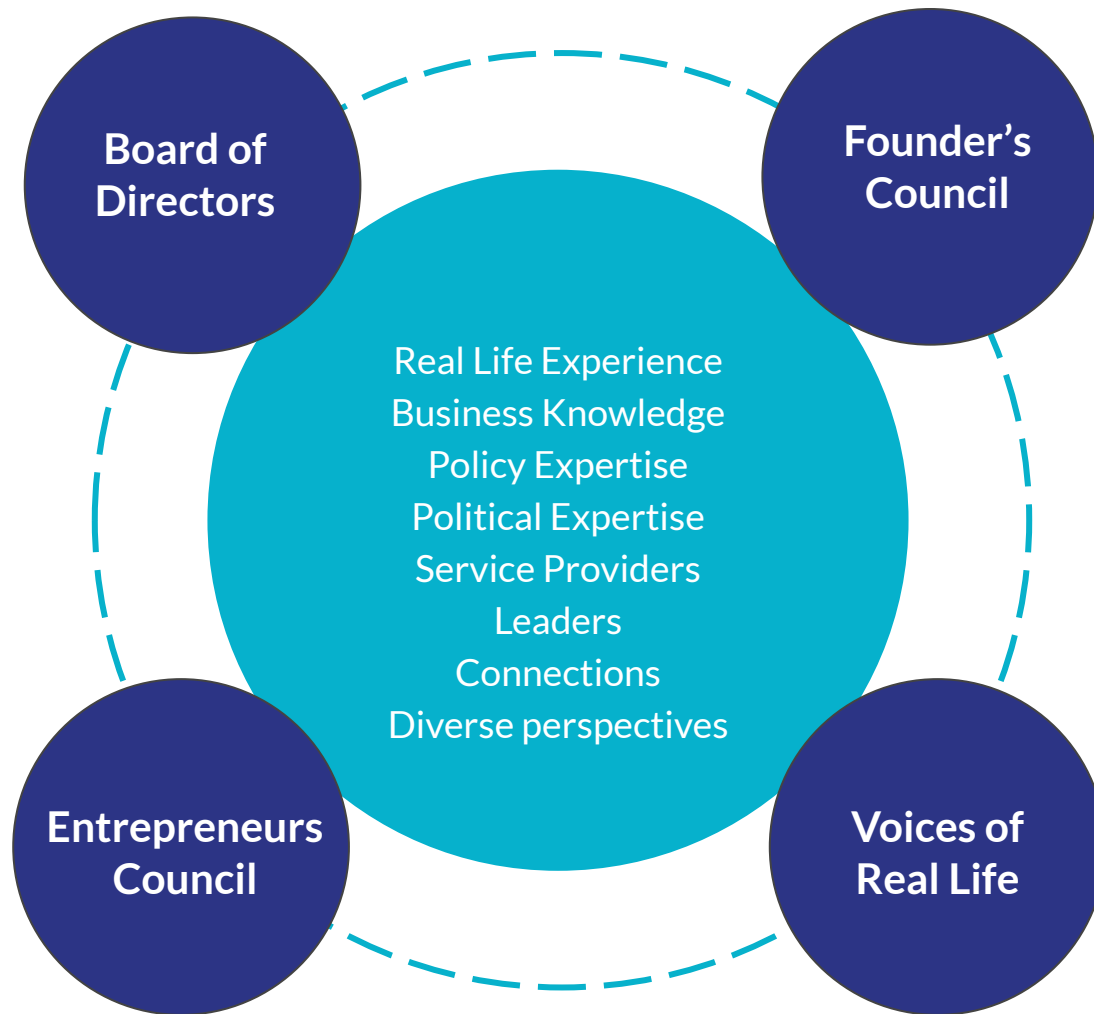 Board of
Directors
Founder’s
Council
Real Life Experience
Business Knowledge
Policy Expertise
Political Expertise
Service Providers
Leaders
Connections
Diverse perspectives
Entrepreneurs
Council
Voices of
Real Life